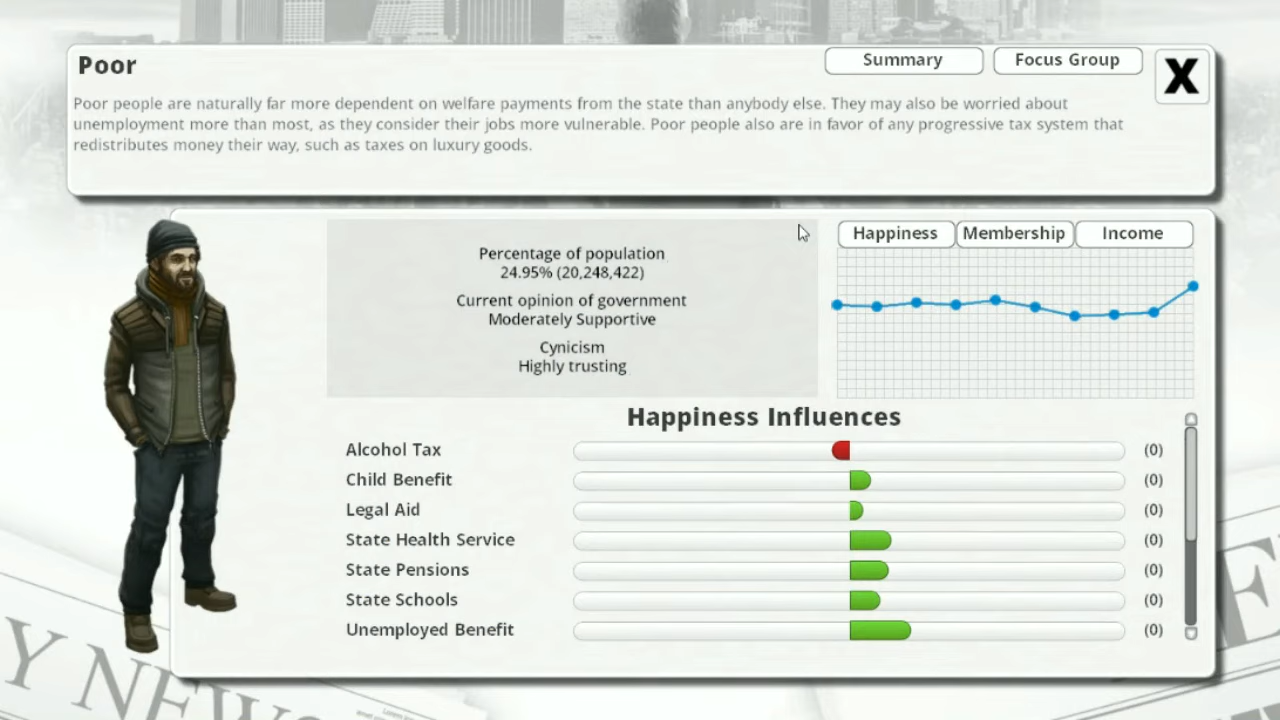 Poor
Summary
Focus Group
X
Poor people are naturally far more dependent on welfare payments from the state than anybody else. They may also be worried about
unemployment more than most, as they consider their jobs more vulnerable. Poor people also are in favor of any progressive tax system that
redistributes money their way, such as taxes on luxury goods.
Percentage of population
24.95% (20,248,422)
Current opinion of government
Moderately Supportive
Cynicism
Highly trusting
Happiness
Membership
Income
Happiness Influences
Alcohol Tax (0)
Child Benefit (0)
Legal Aid (0)
State Health Service (0)
State Pensions (0)
State Schools (0)
Unemployed Benefit (0)
Y NEWS